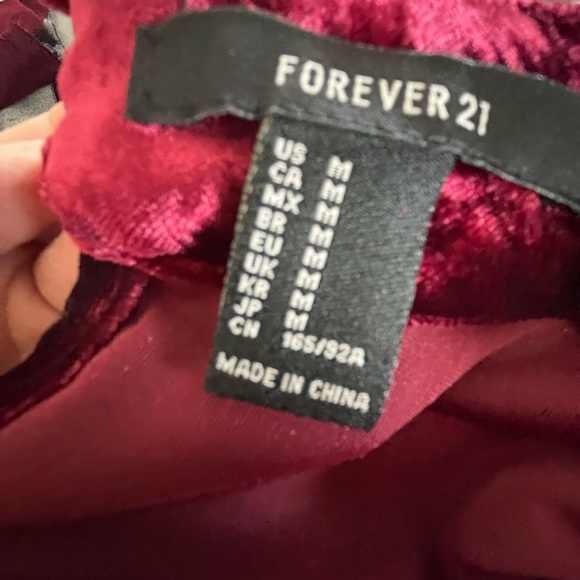 FOREVER 21
US M
CA M
MX M
BR M
EU M
UK M
KR M
JP M
CN 165/92A
MADE IN CHINA